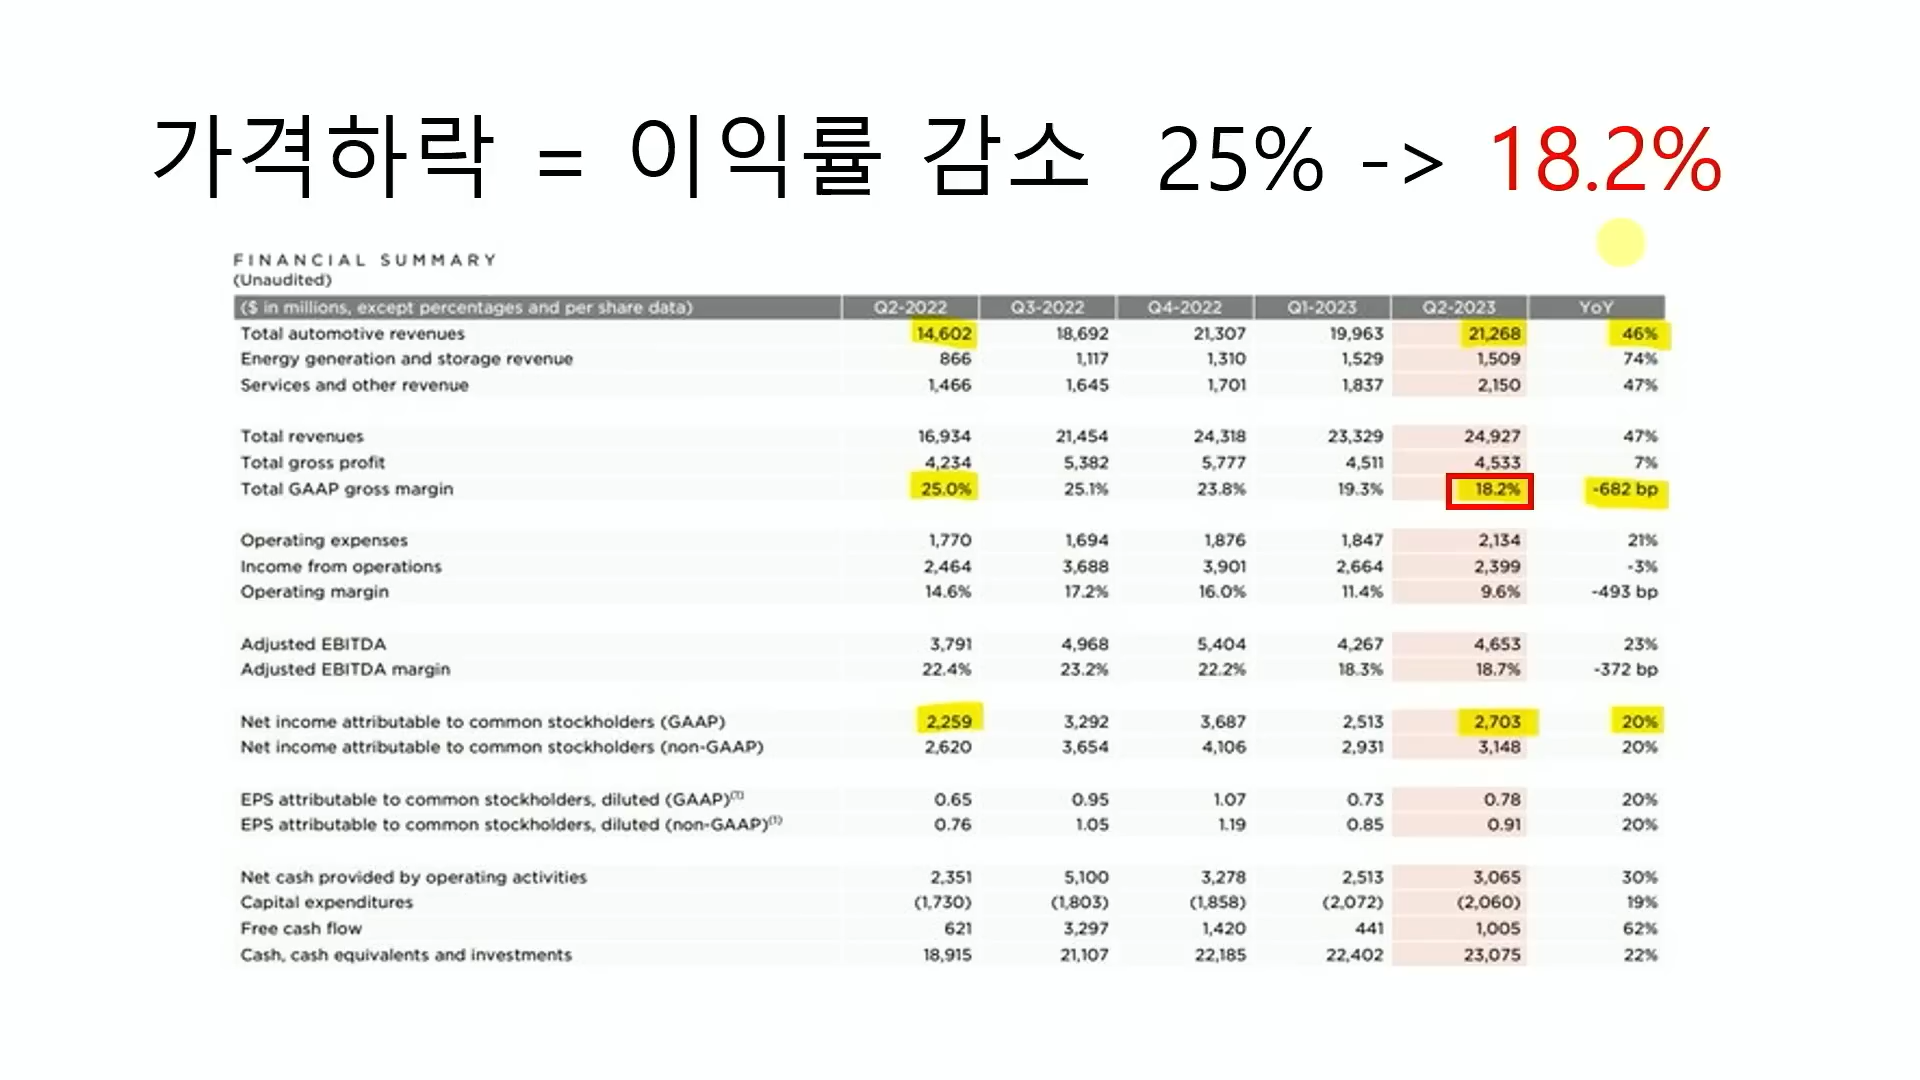 가격하락 = 이익률 감소 25% -> 18.2%
FINANCIAL SUMMARY
(Unaudited)
($ in millions, except percentages and per share data) Q2-2022 Q3-2022 Q4-2022 Q1-2023 Q2-2023 YoY
Total automotive revenues 14,602 18,692 21,307 19,963 21,268 46%
Energy generation and storage revenue 866 1,117 1,310 1,529 1,509 74%
Services and other revenue 1,466 1,645 1,701 1,837 2,150 47%
Total revenues 16,934 21,454 24,318 23,329 24,927 47%
Total gross profit 4,234 5,382 5,777 4,511 4,533 7%
Total GAAP gross margin 25.0% 25.1% 23.8% 19.3% 18.2% -682 bp
Operating expenses 1,770 1,694 1,876 1,847 2,134 21%
Income from operations 2,464 3,688 3,901 2,664 2,399 -3%
Operating margin 14.6% 17.2% 16.0% 11.4% 9.6% -493 bp
Adjusted EBITDA 3,791 4,968 5,404 4,267 4,653 23%
Adjusted EBITDA margin 22.4% 23.2% 22.2% 18.3% 18.7% -372 bp
Net income attributable to common stockholders (GAAP) 2,259 3,292 3,687 2,513 2,703 20%
Net income attributable to common stockholders (non-GAAP) 2,620 3,654 4,106 2,931 3,148 20%
EPS attributable to common stockholders, diluted (GAAP)(1) 0.65 0.95 1.07 0.73 0.78 20%
EPS attributable to common stockholders, diluted (non-GAAP)(1) 0.76 1.05 1.19 0.85 0.91 20%
Net cash provided by operating activities 2,351 5,100 3,278 2,513 3,065 30%
Capital expenditures (1,730) (1,803) (1,858) (2,072) (2,060) 19%
Free cash flow 621 3,297 1,420 441 1,005 62%
Cash, cash equivalents and investments 18,915 21,107 22,185 22,402 23,075 22%